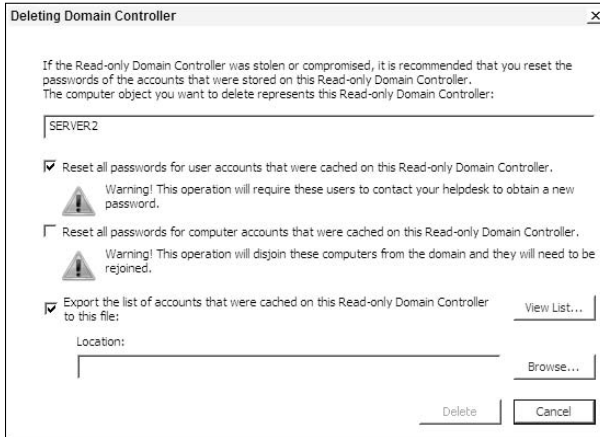 Deleting Domain Controller
If the Read-only Domain Controller was stolen or compromised, it is recommended that you reset the
passwords of the accounts that were stored on this Read-only Domain Controller.
The computer object you want to delete represents this Read-only Domain Controller:
SERVER2
Reset all passwords for user accounts that were cached on this Read-only Domain Controller.
Warning! This operation will require these users to contact your helpdesk to obtain a new
password.
Reset all passwords for computer accounts that were cached on this Read-only Domain Controller.
Warning! This operation will disjoin these computers from the domain and they will need to be
rejoined.
Export the list of accounts that were cached on this Read-only Domain Controller
to this file:
View List...
Location:
Browse...
Delete
Cancel